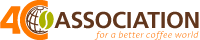 4C ASSOCIATION
for a better coffee world